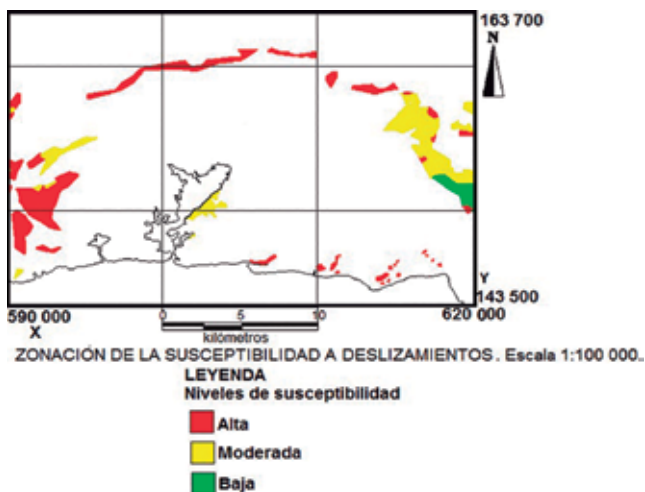 163 700
N
Y
143 500
590 000
620 000
X
0 5 10
kilómetros
ZONACIÓN DE LA SUSCEPTIBILIDAD A DESLIZAMIENTOS. Escala 1:100 000..
LEYENDA
Niveles de susceptibilidad
Alta
Moderada
Baja